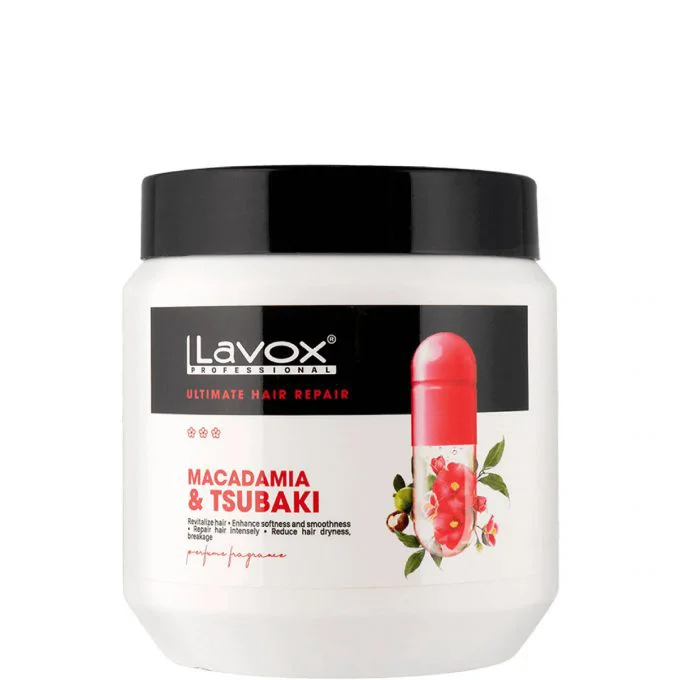 Lavox®
PROFESSIONAL
ULTIMATE HAIR REPAIR
MACADAMIA
& TSUBAKI
Revitalize hair • Enhance softness and smoothness
• Repair hair Intensely • Reduce hair dryness,
breakage
perfume fragrance